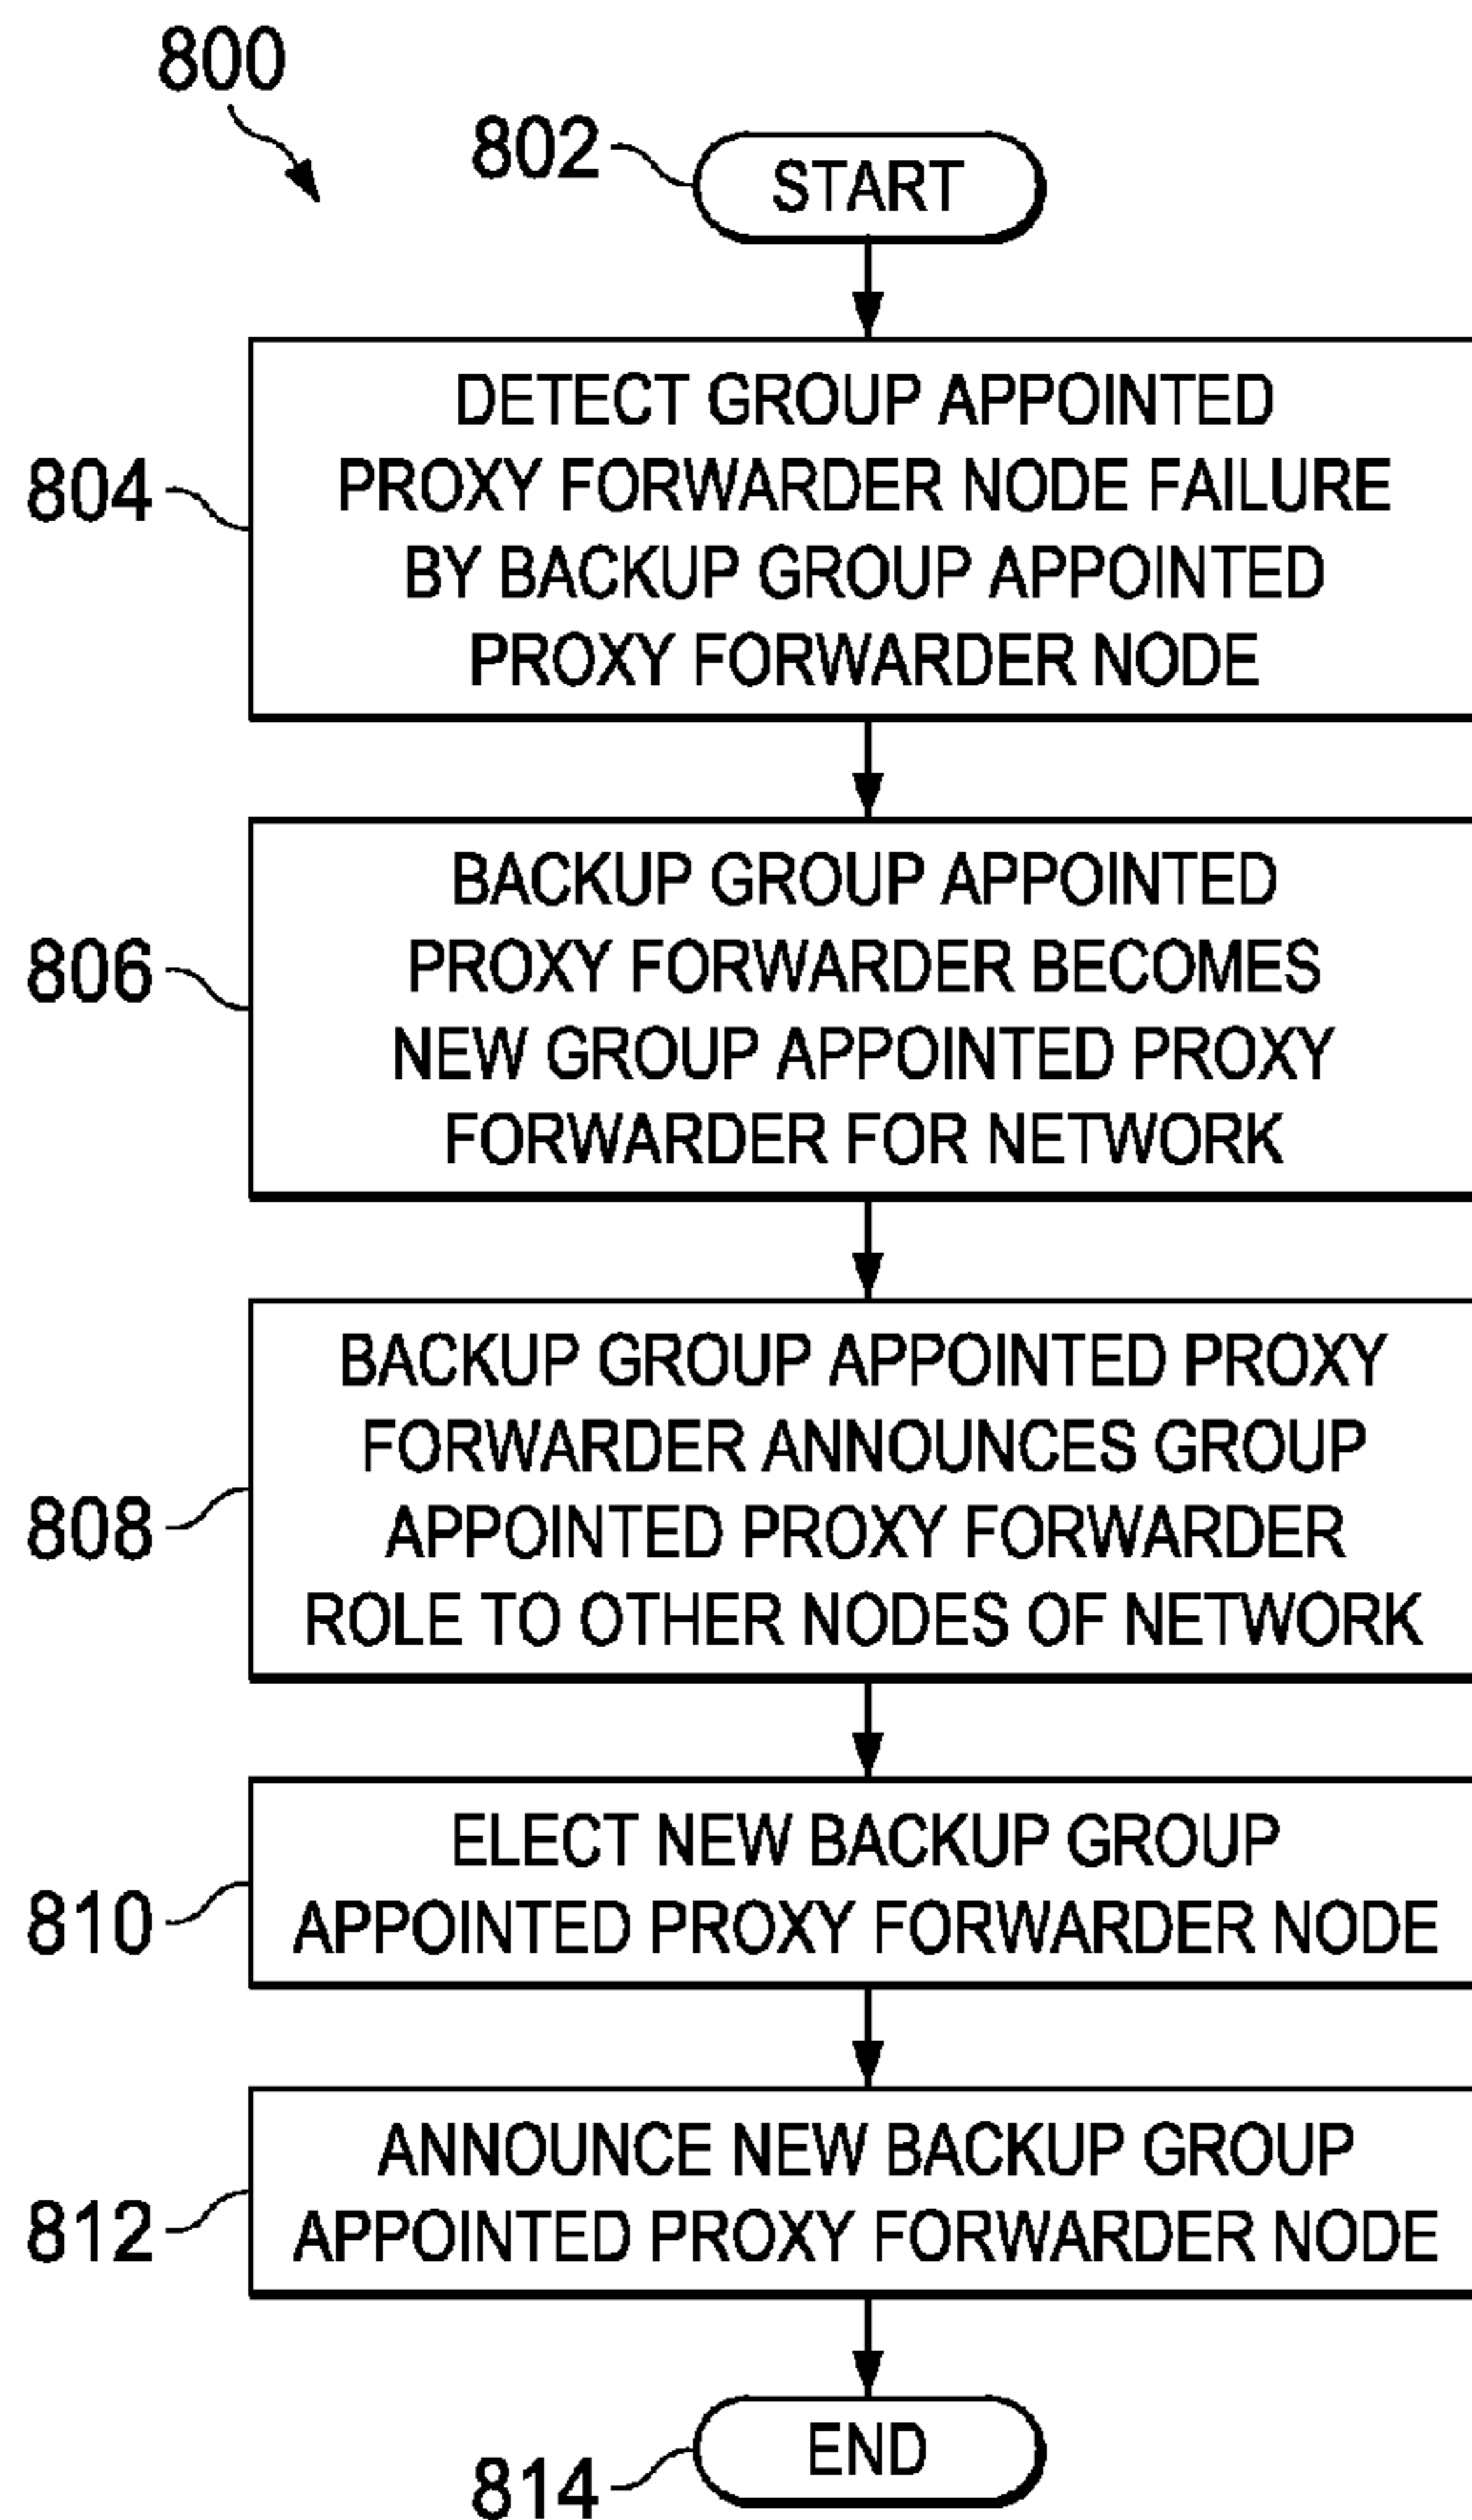 800
802
START
804
DETECT GROUP APPOINTED
PROXY FORWARDER NODE FAILURE
BY BACKUP GROUP APPOINTED
PROXY FORWARDER NODE
806
BACKUP GROUP APPOINTED
PROXY FORWARDER BECOMES
NEW GROUP APPOINTED PROXY
FORWARDER FOR NETWORK
808
BACKUP GROUP APPOINTED PROXY
FORWARDER ANNOUNCES GROUP
APPOINTED PROXY FORWARDER
ROLE TO OTHER NODES OF NETWORK
810
ELECT NEW BACKUP GROUP
APPOINTED PROXY FORWARDER NODE
812
ANNOUNCE NEW BACKUP GROUP
APPOINTED PROXY FORWARDER NODE
814
END